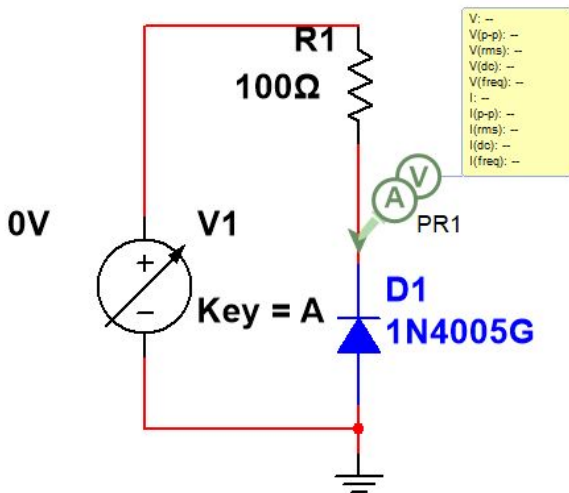 R1
100Ω
V: --
V(p-p): --
V(rms): --
V(dc): --
V(freq): --
I: --
I(p-p): --
I(rms): --
I(dc): --
I(freq): --
A
V
PR1
0V
V1
+
−
Key = A
D1
1N4005G